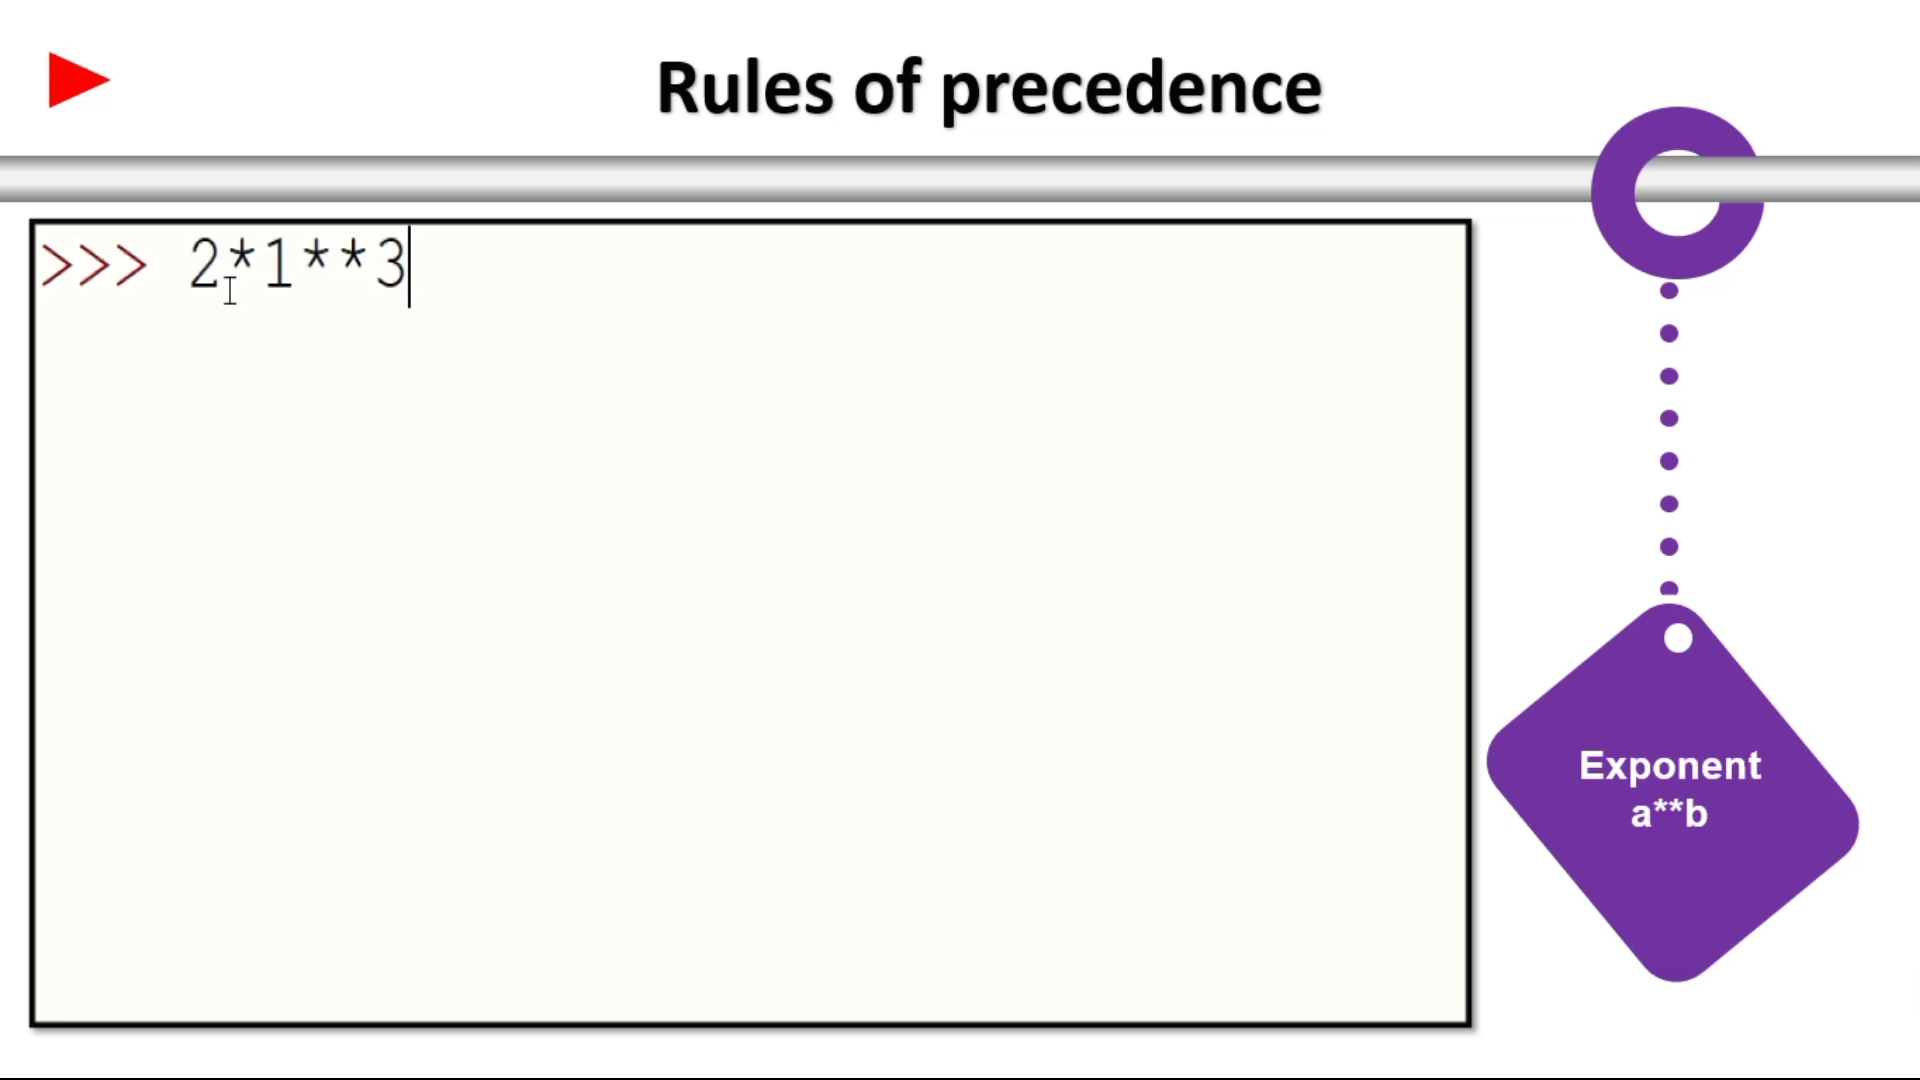 Rules of precedence
>>> 2*1**3
Exponent
a**b